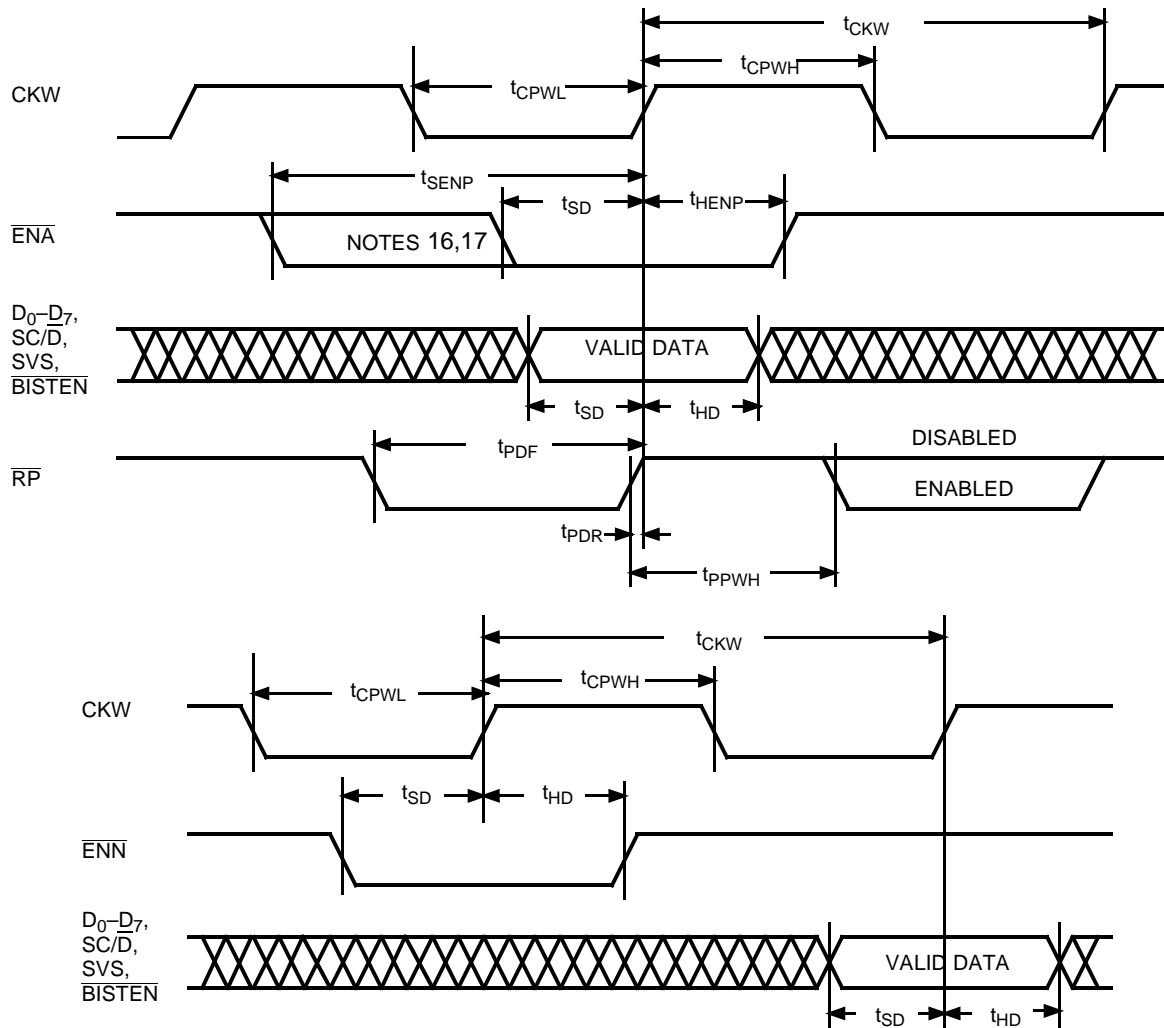 tCKW
tCPWH
CKW
tCPWL
tSENP
tSD
tHENP
ENA
NOTES 16,17
D0–D7,
SC/D,
SVS,
BISTEN
VALID DATA
tSD
tHD
tPDF
DISABLED
RP
ENABLED
tPDR
tPPWH
tCKW
tCPWL
tCPWH
CKW
tSD
tHD
ENN
D0–D7,
SC/D,
SVS,
BISTEN
VALID DATA
tSD
tHD